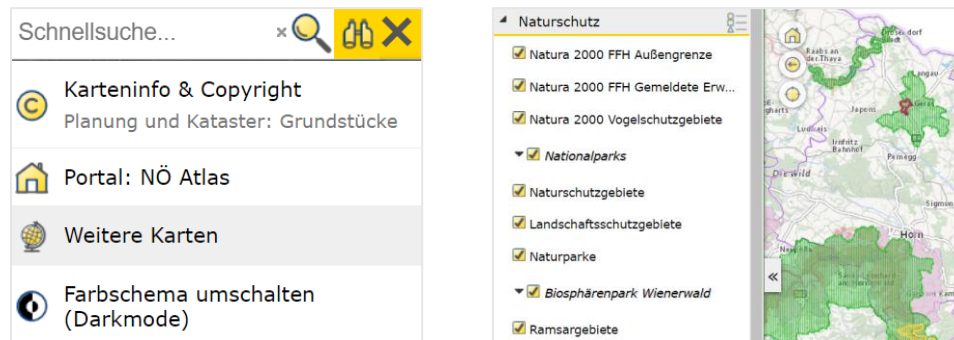 Schnellsuche...
Karteninfo & Copyright
Planung und Kataster: Grundstücke
Portal: NÖ Atlas
Weitere Karten
Farbschema umschalten
(Darkmode)
Naturschutz
Natura 2000 FFH Außengrenze
Natura 2000 FFH Gemeldete Erw...
Natura 2000 Vogelschutzgebiete
Nationalparks
Naturschutzgebiete
Landschaftsschutzgebiete
Naturparke
Biosphärenpark Wienerwald
Ramsargebiete
Raabs an
der Thaya
Langau
Geras
Japons
Ludweis
Irnfritz
Bahnhof
Pernegg
Die Wild
Sigmon
Horn